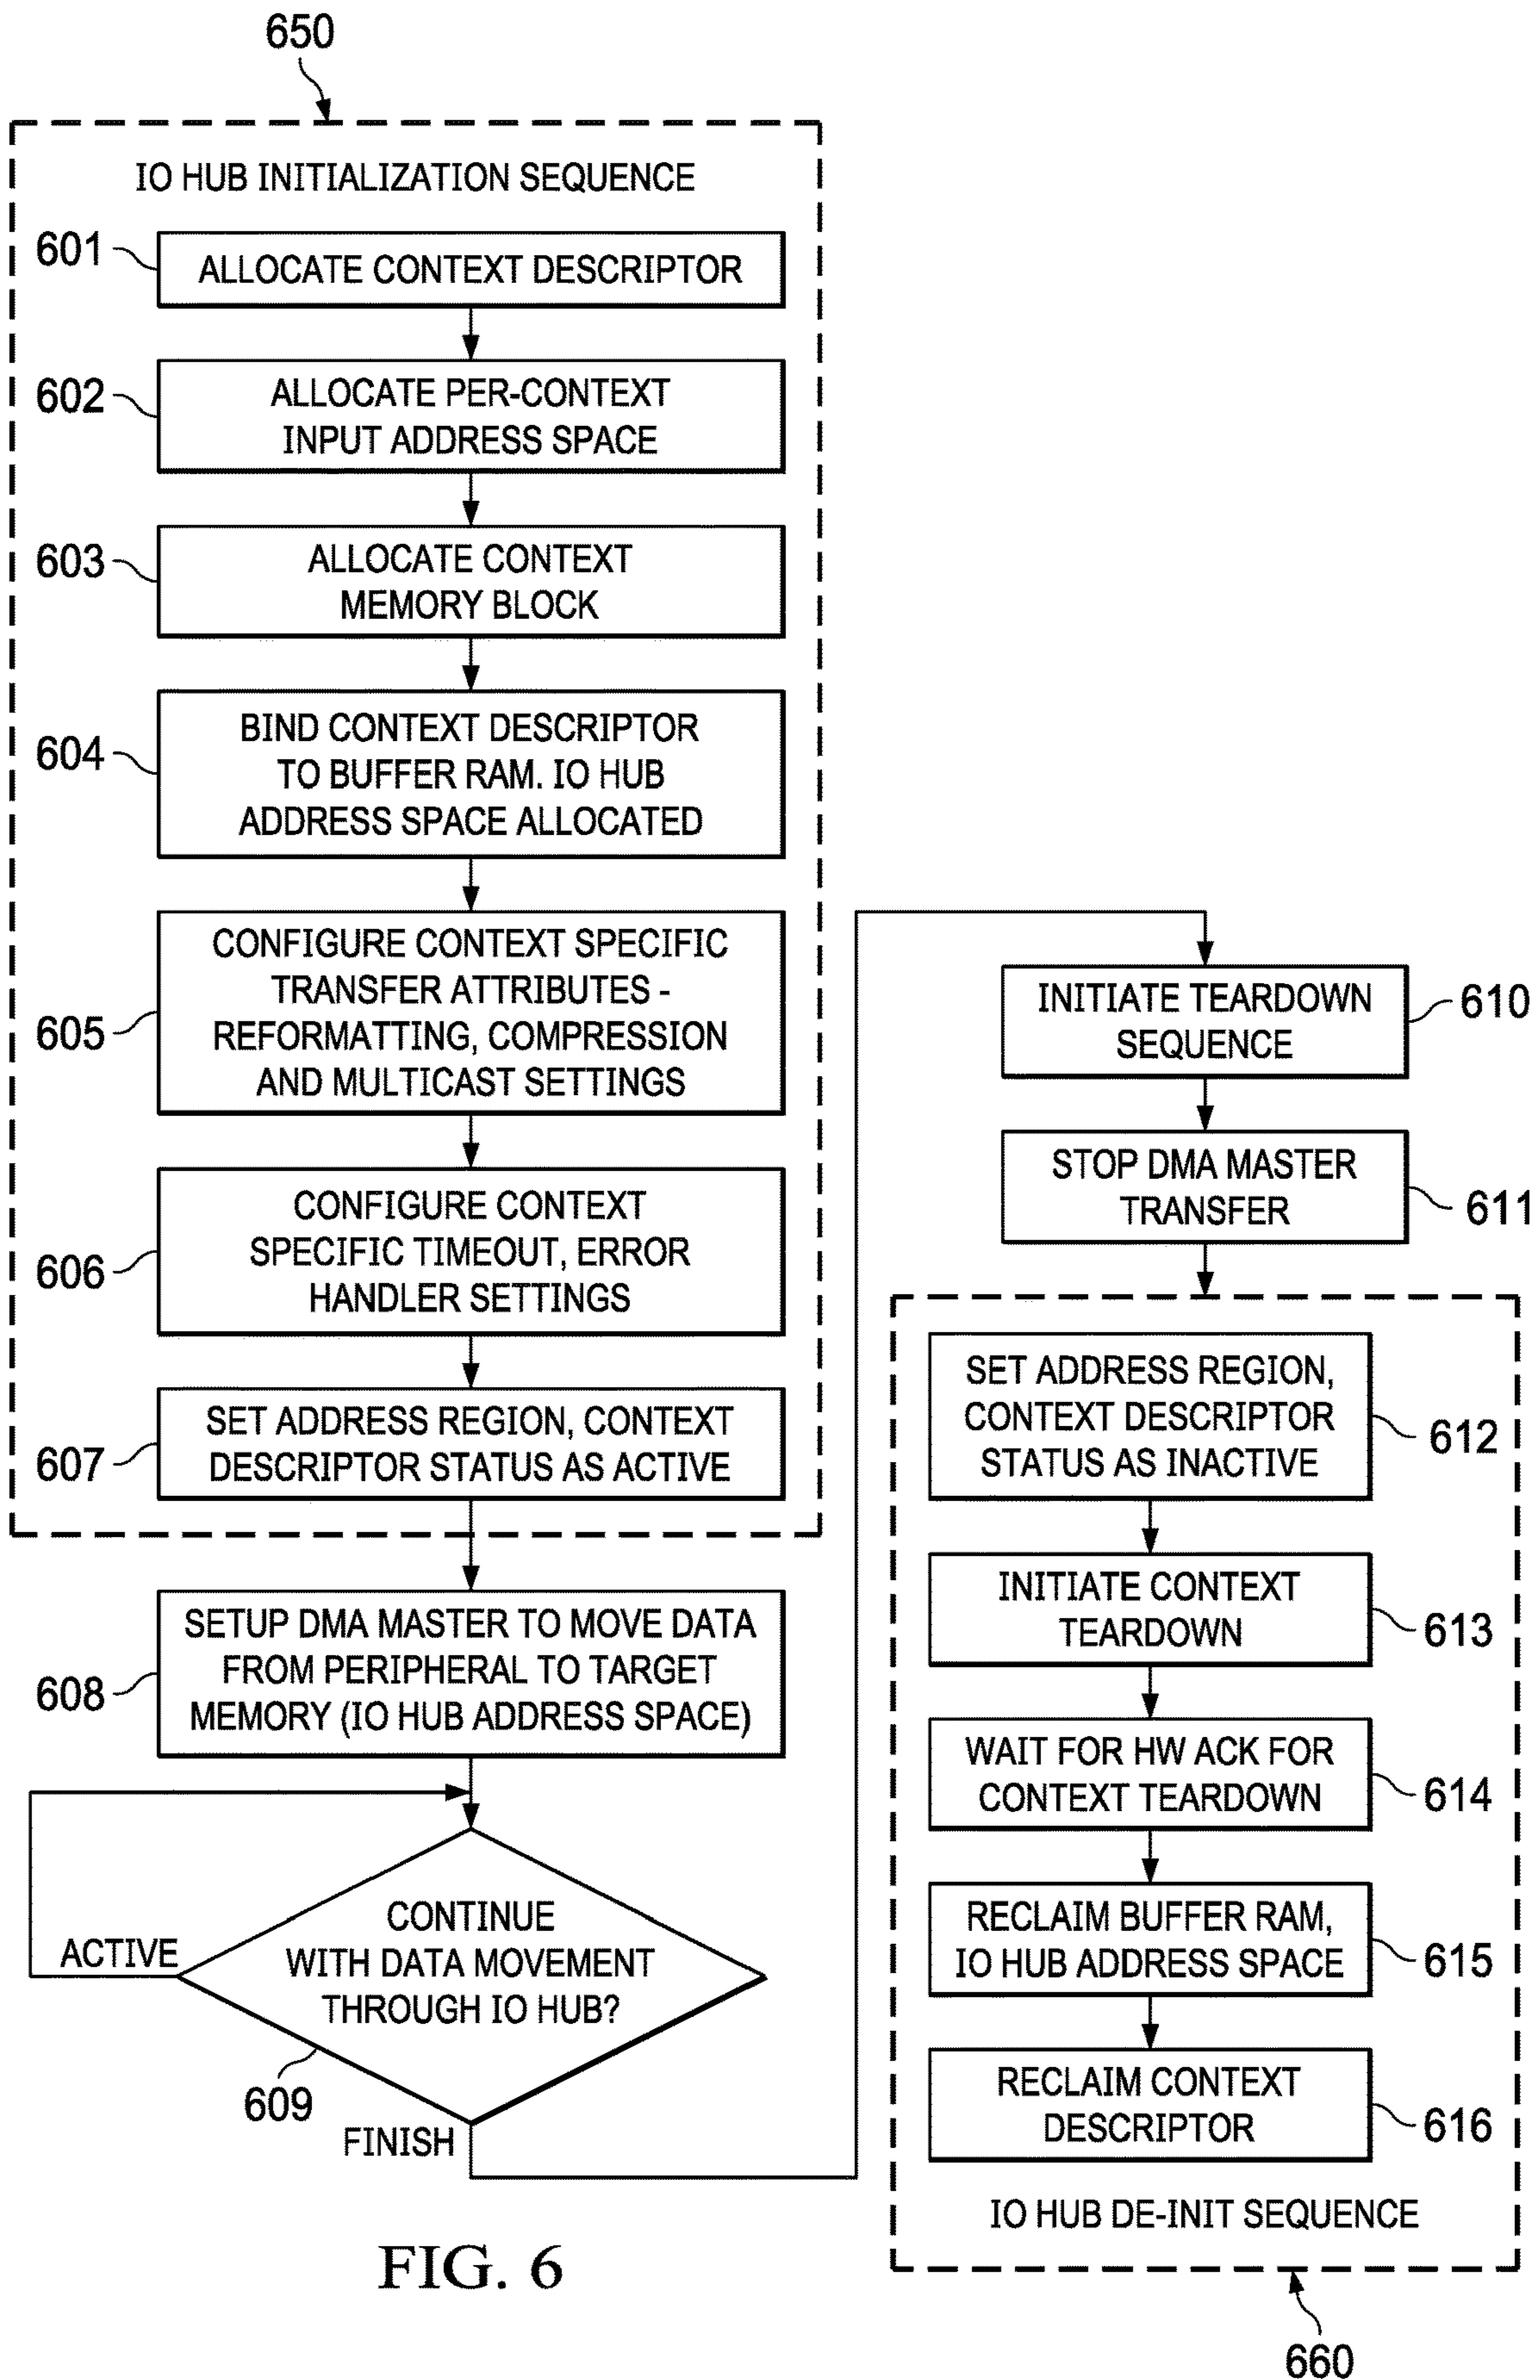 650
IO HUB INITIALIZATION SEQUENCE
601
ALLOCATE CONTEXT DESCRIPTOR
602
ALLOCATE PER-CONTEXT
INPUT ADDRESS SPACE
603
ALLOCATE CONTEXT
MEMORY BLOCK
604
BIND CONTEXT DESCRIPTOR
TO BUFFER RAM. IO HUB
ADDRESS SPACE ALLOCATED
605
CONFIGURE CONTEXT SPECIFIC
TRANSFER ATTRIBUTES -
REFORMATTING, COMPRESSION
AND MULTICAST SETTINGS
606
CONFIGURE CONTEXT
SPECIFIC TIMEOUT, ERROR
HANDLER SETTINGS
607
SET ADDRESS REGION, CONTEXT
DESCRIPTOR STATUS AS ACTIVE
608
SETUP DMA MASTER TO MOVE DATA
FROM PERIPHERAL TO TARGET
MEMORY (IO HUB ADDRESS SPACE)
CONTINUE
WITH DATA MOVEMENT
THROUGH IO HUB?
ACTIVE
609
FINISH
INITIATE TEARDOWN
SEQUENCE
610
STOP DMA MASTER
TRANSFER
611
SET ADDRESS REGION,
CONTEXT DESCRIPTOR
STATUS AS INACTIVE
612
INITIATE CONTEXT
TEARDOWN
613
WAIT FOR HW ACK FOR
CONTEXT TEARDOWN
614
RECLAIM BUFFER RAM,
IO HUB ADDRESS SPACE
615
RECLAIM CONTEXT
DESCRIPTOR
616
IO HUB DE-INIT SEQUENCE
660
FIG. 6